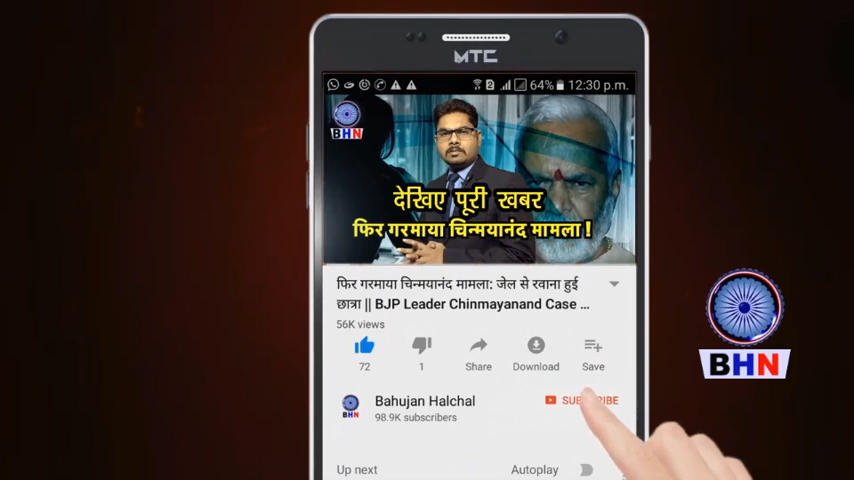 MTC
64% 12:30 p.m.
BHN
देखिए पूरी खबर
फिर गरमाया चिन्मयानंद मामला !
फिर गरमाया चिन्मयानंद मामला: जेल से रवाना हुई
छात्रा || BJP Leader Chinmayanand Case ...
56K views
72
1
Share
Download
Save
Bahujan Halchal
SUBSCRIBE
98.9K subscribers
Up next
Autoplay
BHN